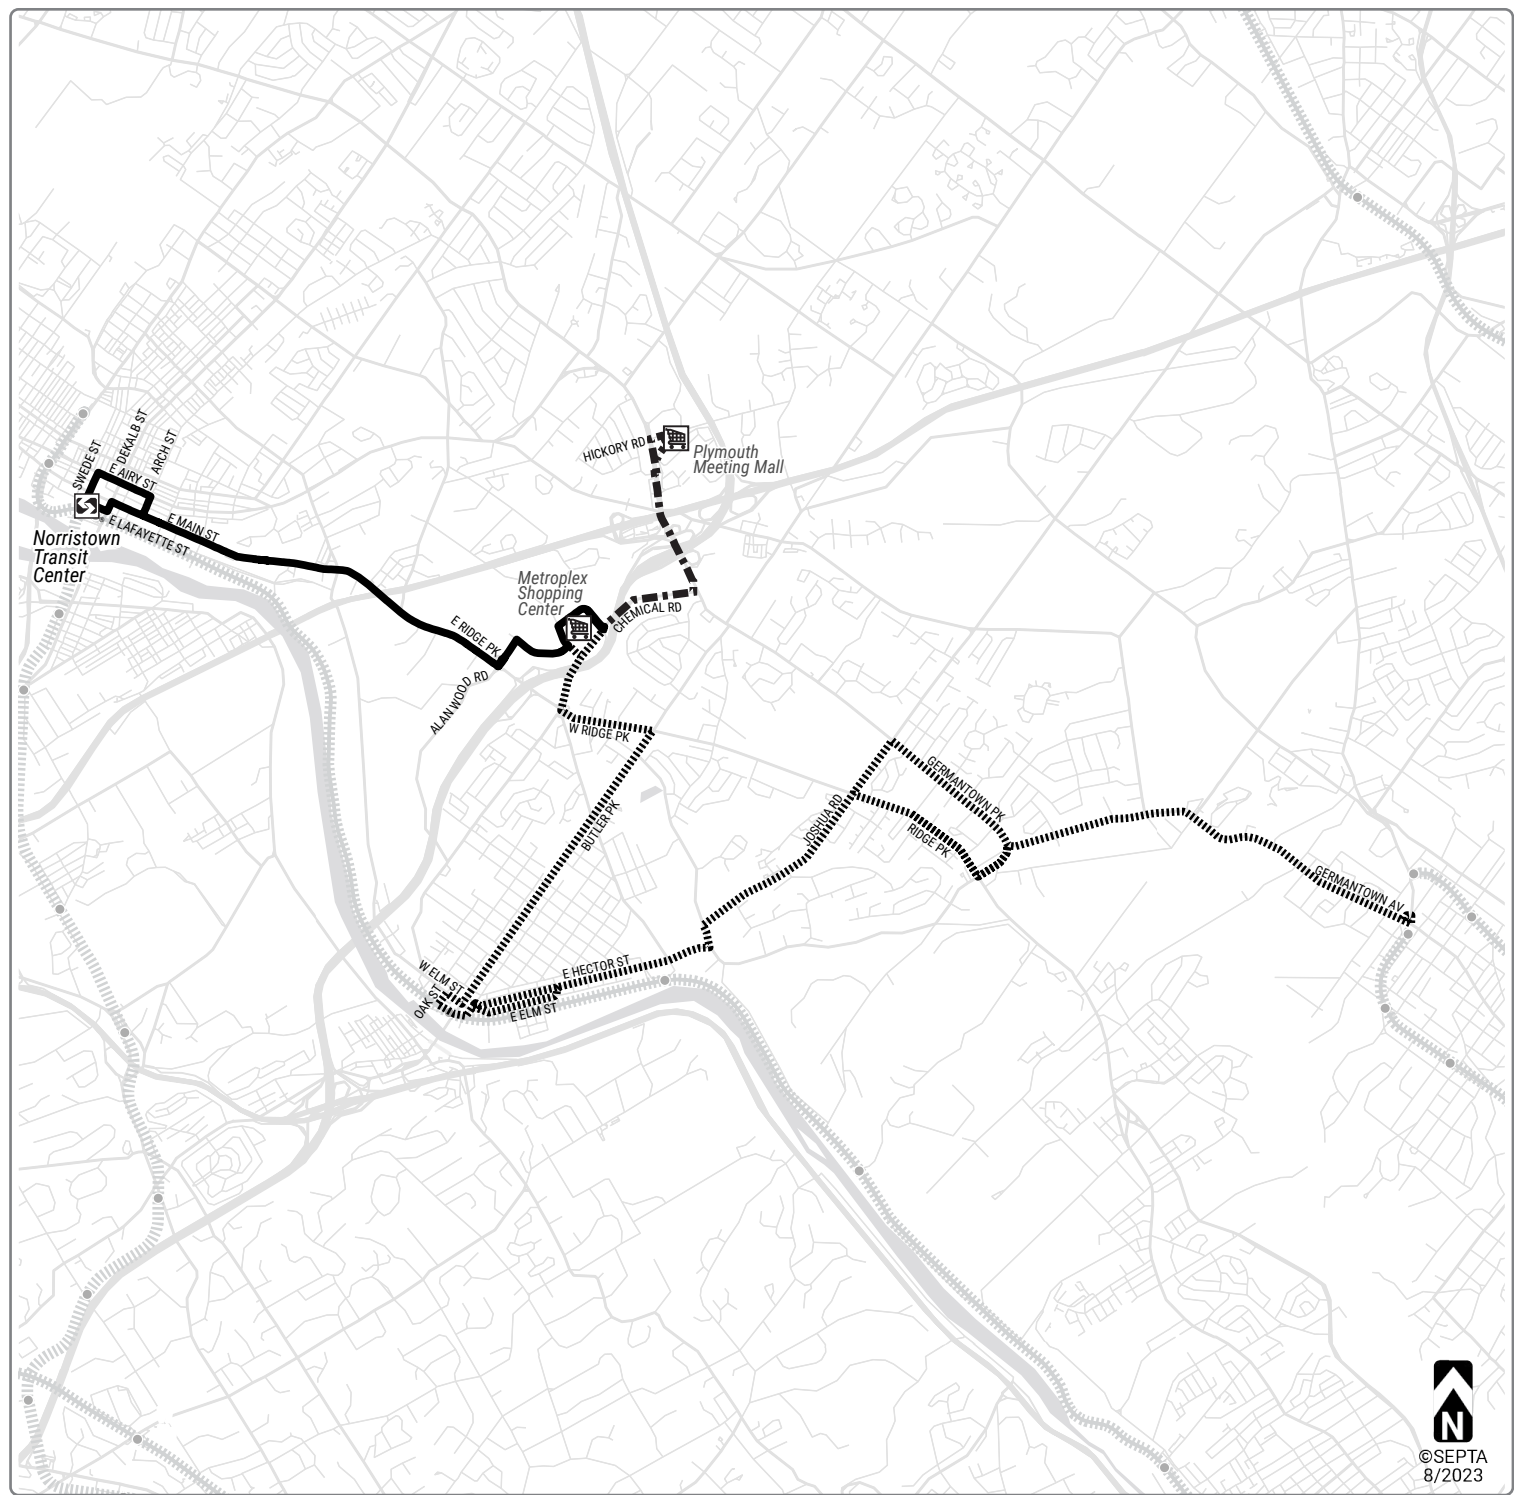 HICKORY RD
Plymouth
Meeting Mall
SWEDE ST
DEKALB ST
ARCH ST
E AIRY ST
E MAIN ST
E LAFAYETTE ST
Norristown
Transit
Center
Metroplex
Shopping
Center
CHEMICAL RD
E RIDGE PK
ALAN WOOD RD
W RIDGE PK
BUTLER PK
GERMANTOWN PK
JOSHUA RD
RIDGE PK
GERMANTOWN AV
W ELM ST
OAK ST
E HECTOR ST
E ELM ST
N
©SEPTA
8/2023